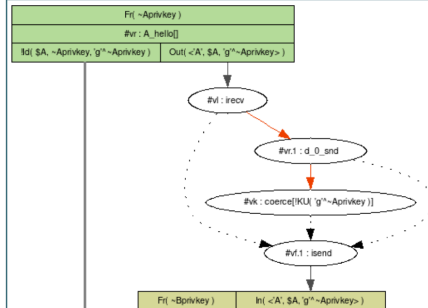 Fr( ~Aprivkey )
#vr : A_hello[]
!Id( $A, ~Aprivkey, 'g'^~Aprivkey ) Out( <'A', $A, 'g'^~Aprivkey> )
#vl : irecv
#vr.1 : d_0_snd
#vk : coerce[!KU( 'g'^~Aprivkey )]
#vf.1 : isend
Fr( ~Bprivkey ) In( <'A', $A, 'g'^~Aprivkey> )